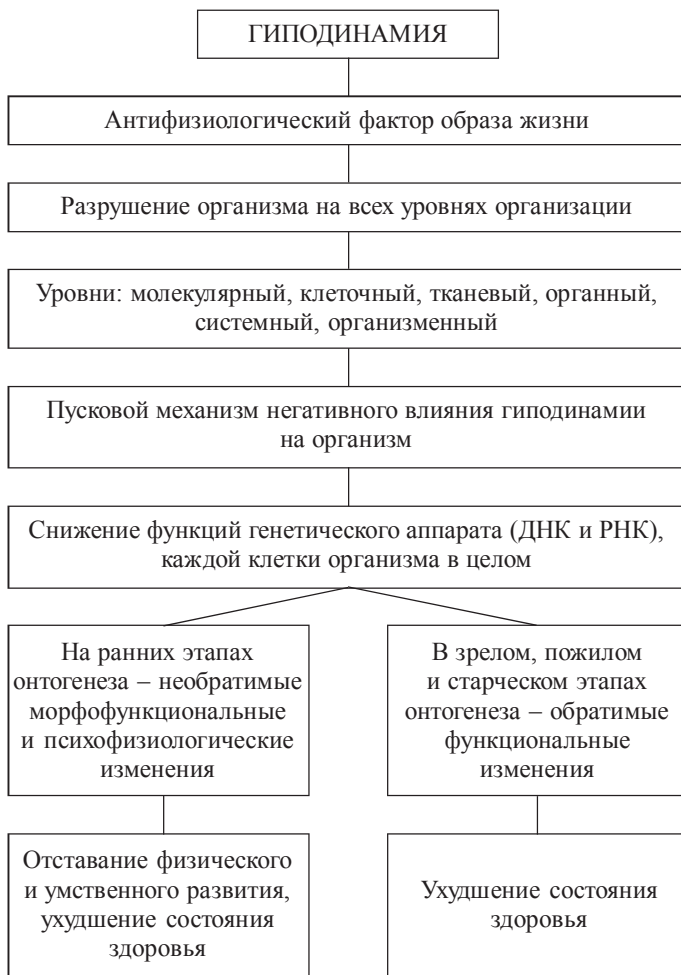 ГИПОДИНАМИЯ
Антифизиологический фактор образа жизни
Разрушение организма на всех уровнях организации
Уровни: молекулярный, клеточный, тканевый, органный,
системный, организменный
Пусковой механизм негативного влияния гиподинамии
на организм
Снижение функций генетического аппарата (ДНК и РНК),
каждой клетки организма в целом
На ранних этапах
онтогенеза – необратимые
морфофункциональные
и психофизиологические
изменения
В зрелом, пожилом
и старческом этапах
онтогенеза – обратимые
функциональные
изменения
Отставание физического
и умственного развития,
ухудшение состояния
здоровья
Ухудшение состояния
здоровья